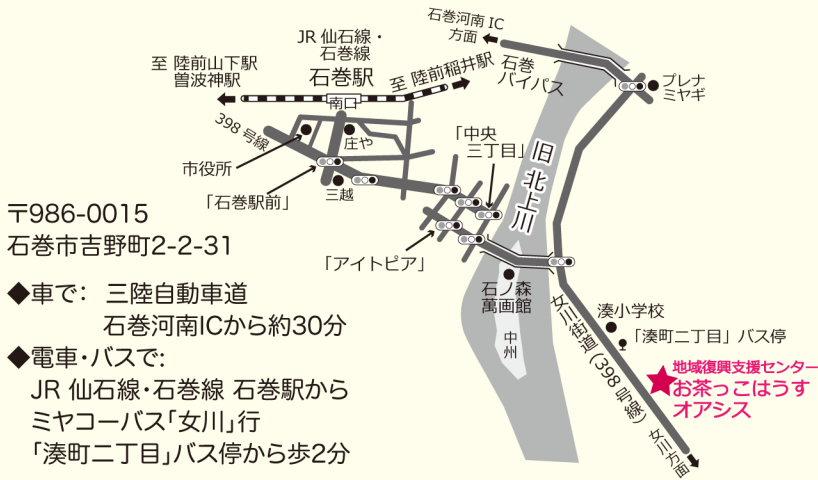 石巻河南 IC
方面
JR 仙石線・
石巻線
石巻駅
至 陸前山下駅
曽波神駅
至 陸前稲井駅
石巻
バイパス
プレナ
ミヤギ
南口
398 号線
庄や
市役所
「中央
三丁目」
旧 北上川
「石巻駅前」
三越
〒986-0015
石巻市吉野町2-2-31
「アイトピア」
石ノ森
萬画館
中州
◆車で： 三陸自動車道
石巻河南ICから約30分
◆電車・バスで:
JR 仙石線・石巻線 石巻駅から
ミヤコーバス「女川」行
「湊町二丁目」バス停から歩2分
湊小学校
「湊町二丁目」バス停
女川街道 (398 号線)
地域復興支援センター
お茶っこはうす
オアシス
女川方面